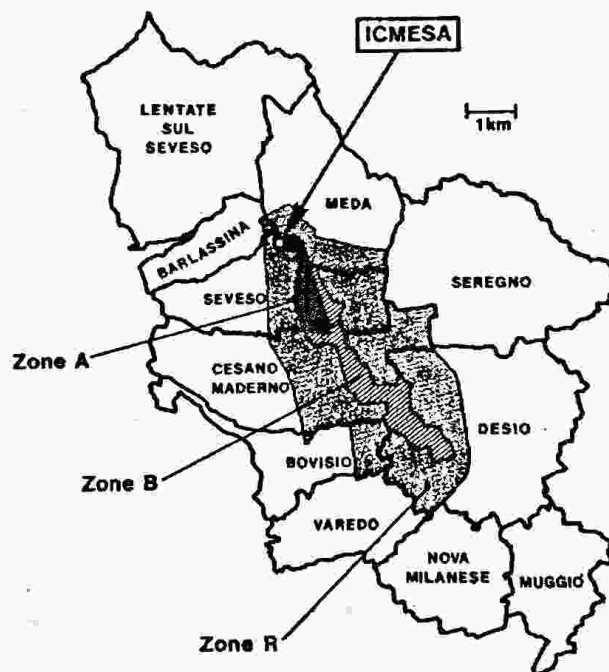 ICMESA
LENTATE
SUL
SEVESO
1km
MEDA
BARLASSINA
SEREGNO
SEVESO
Zone A
CESANO
MADERNO
DESIO
Zone B
BOVISIO
VAREDO
NOVA
MILANESE
MUGGIÒ
Zone R